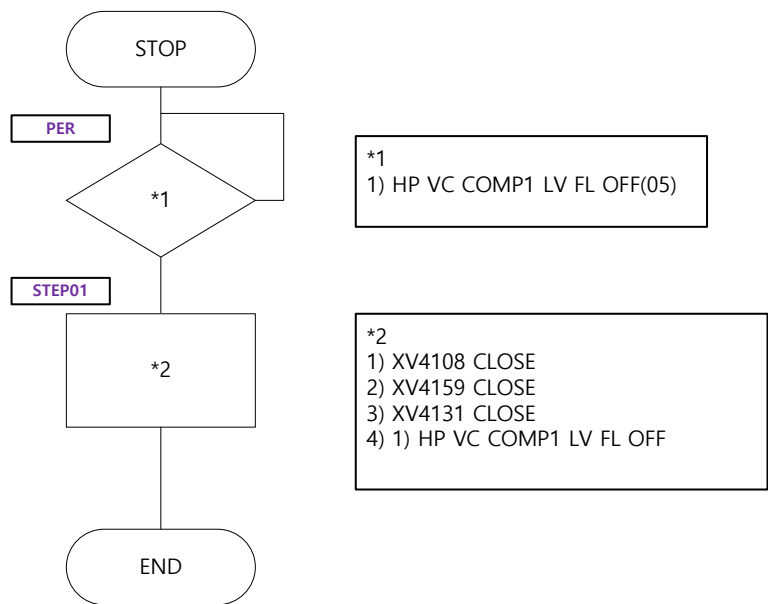 STOP
PER
*1
*1
1) HP VC COMP1 LV FL OFF(05)
STEP01
*2
*2
1) XV4108 CLOSE
2) XV4159 CLOSE
3) XV4131 CLOSE
4) 1) HP VC COMP1 LV FL OFF
END